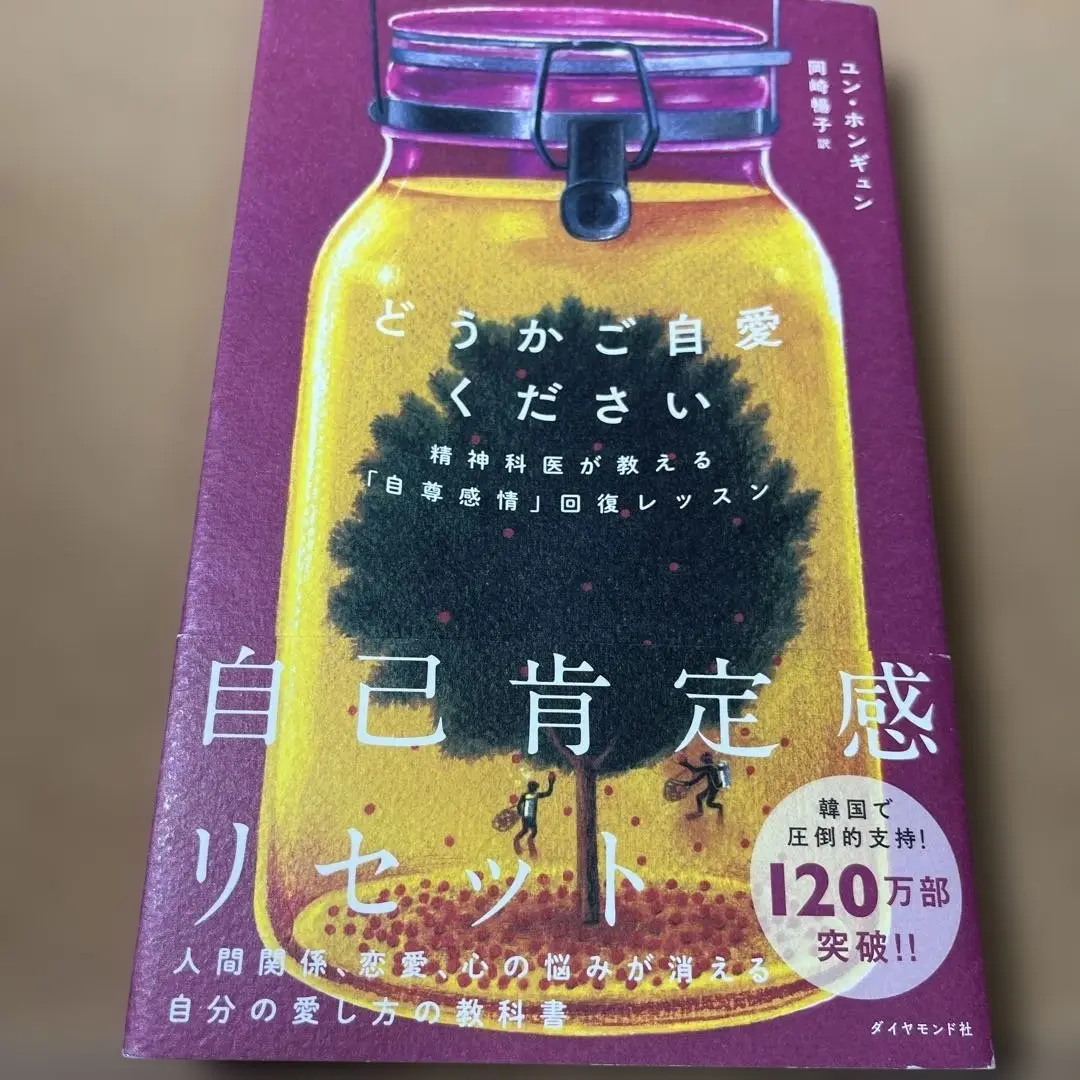 ユン・ホンギュン
岡崎暢子 訳
どうかご自愛
ください
精神科医が教える
「自尊感情」回復レッスン
自己肯定感
リセット
韓国で
圧倒的支持!
120万部
突破!!
人間関係、恋愛、心の悩みが消える
自分の愛し方の教科書
ダイヤモンド社